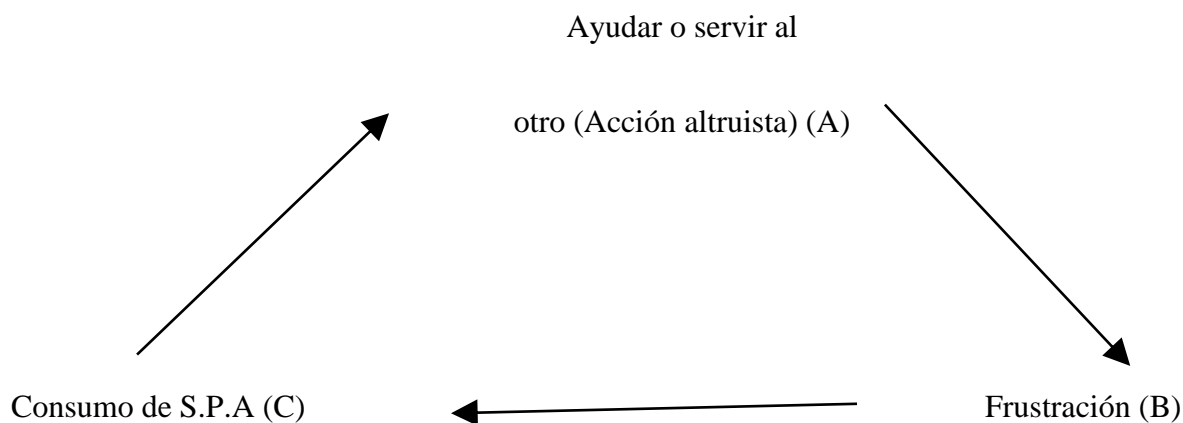 Ayudar o servir al
otro (Acción altruista) (A)
Consumo de S.P.A (C)
Frustración (B)